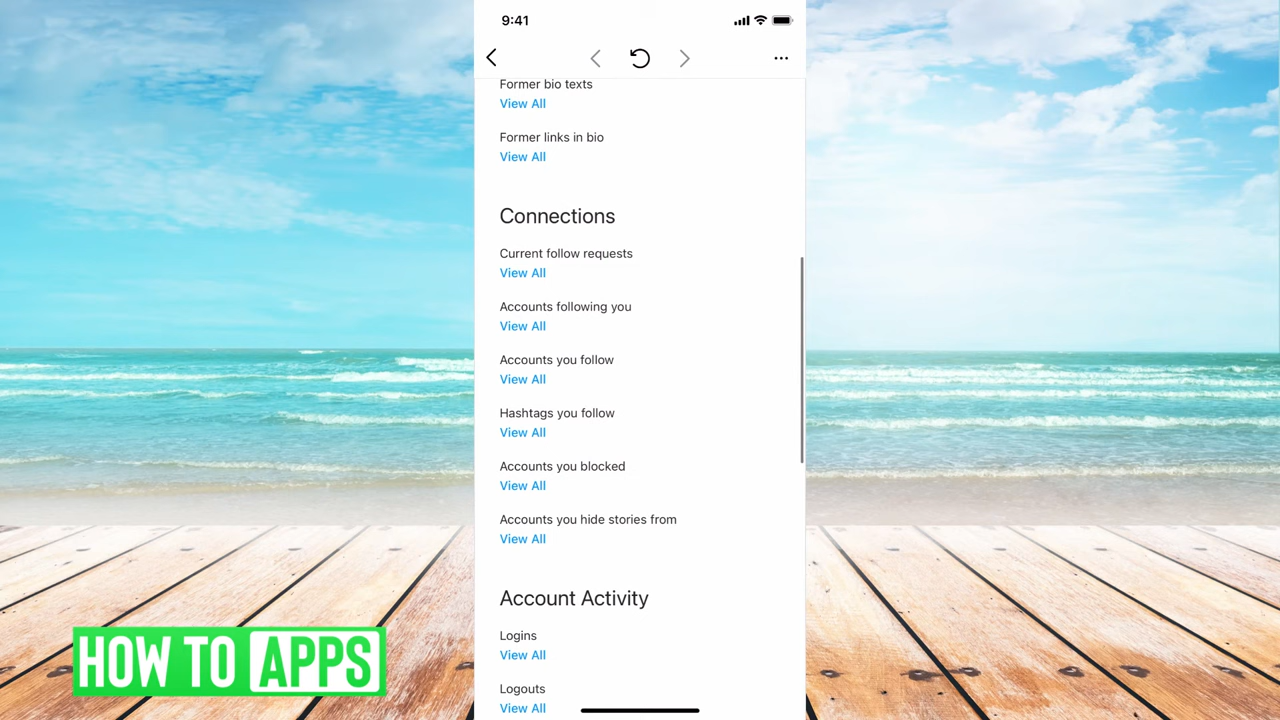 9:41
Former bio texts
View All
Former links in bio
View All
Connections
Current follow requests
View All
Accounts following you
View All
Accounts you follow
View All
Hashtags you follow
View All
Accounts you blocked
View All
Accounts you hide stories from
View All
Account Activity
Logins
View All
Logouts
View All
HOW TO APPS